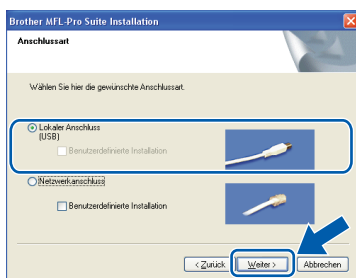 Brother MFL-Pro Suite Installation
Anschlussart
Wählen Sie hier die gewünschte Anschlussart.
Lokaler Anschluss
(USB)
Benutzerdefinierte Installation
Netzwerkanschluss
Benutzerdefinierte Installation
< Zurück Weiter > Abbrechen